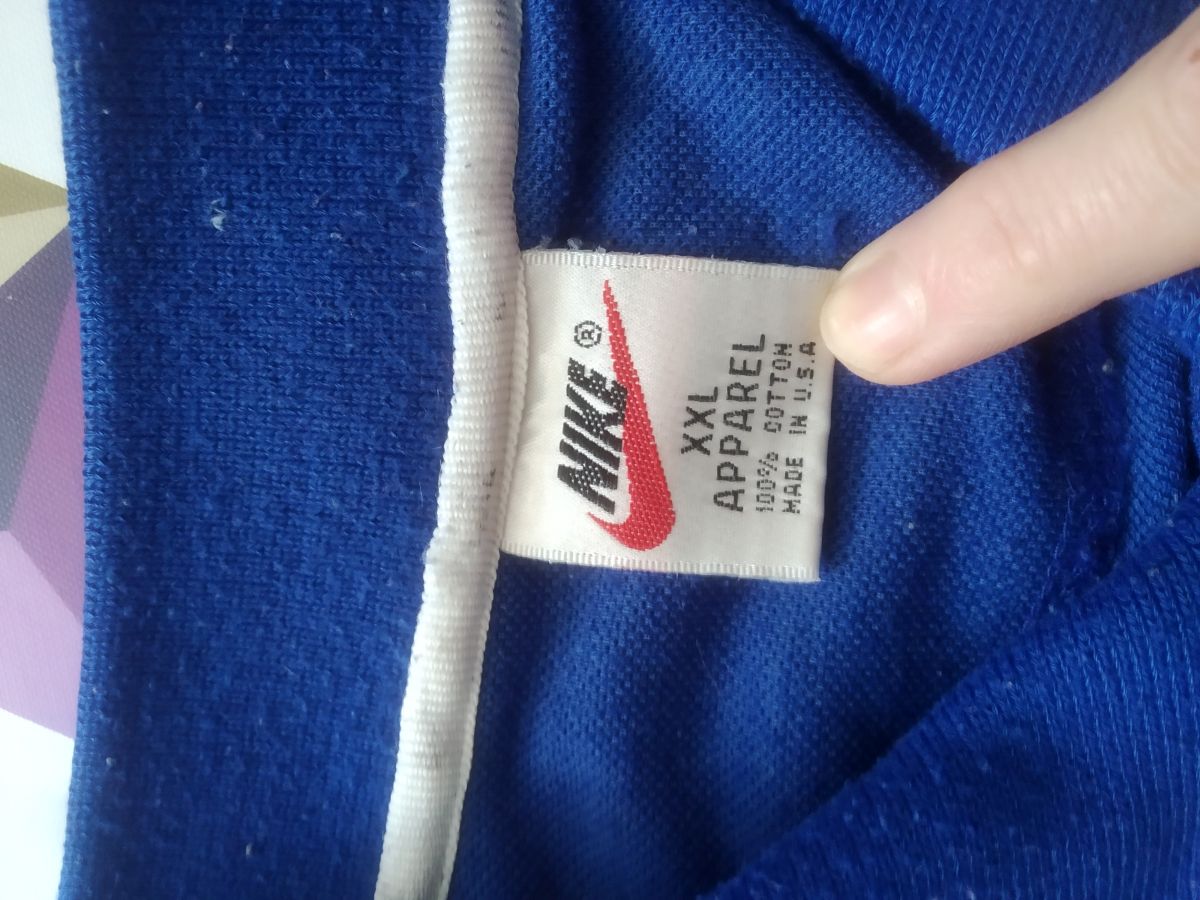 NIKE ®
XXL
APPAREL
100% COTTON
MADE IN U.S.A